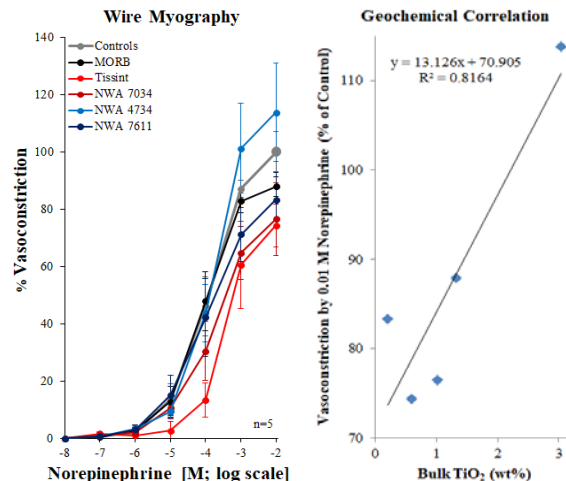 Wire Myography
140
120
100
80
60
40
20
0
% Vasoconstriction
Controls
MORB
Tissint
NWA 7034
NWA 4734
NWA 7611
n=5
-8 -7 -6 -5 -4 -3 -2
Norepinephrine [M; log scale]
Geochemical Correlation
y = 13.126x + 70.905
R² = 0.8164
110
100
90
80
70
Vasoconstriction by 0.01 M Norepinephrine (% of Control)
0 1 2 3
Bulk TiO₂ (wt%)